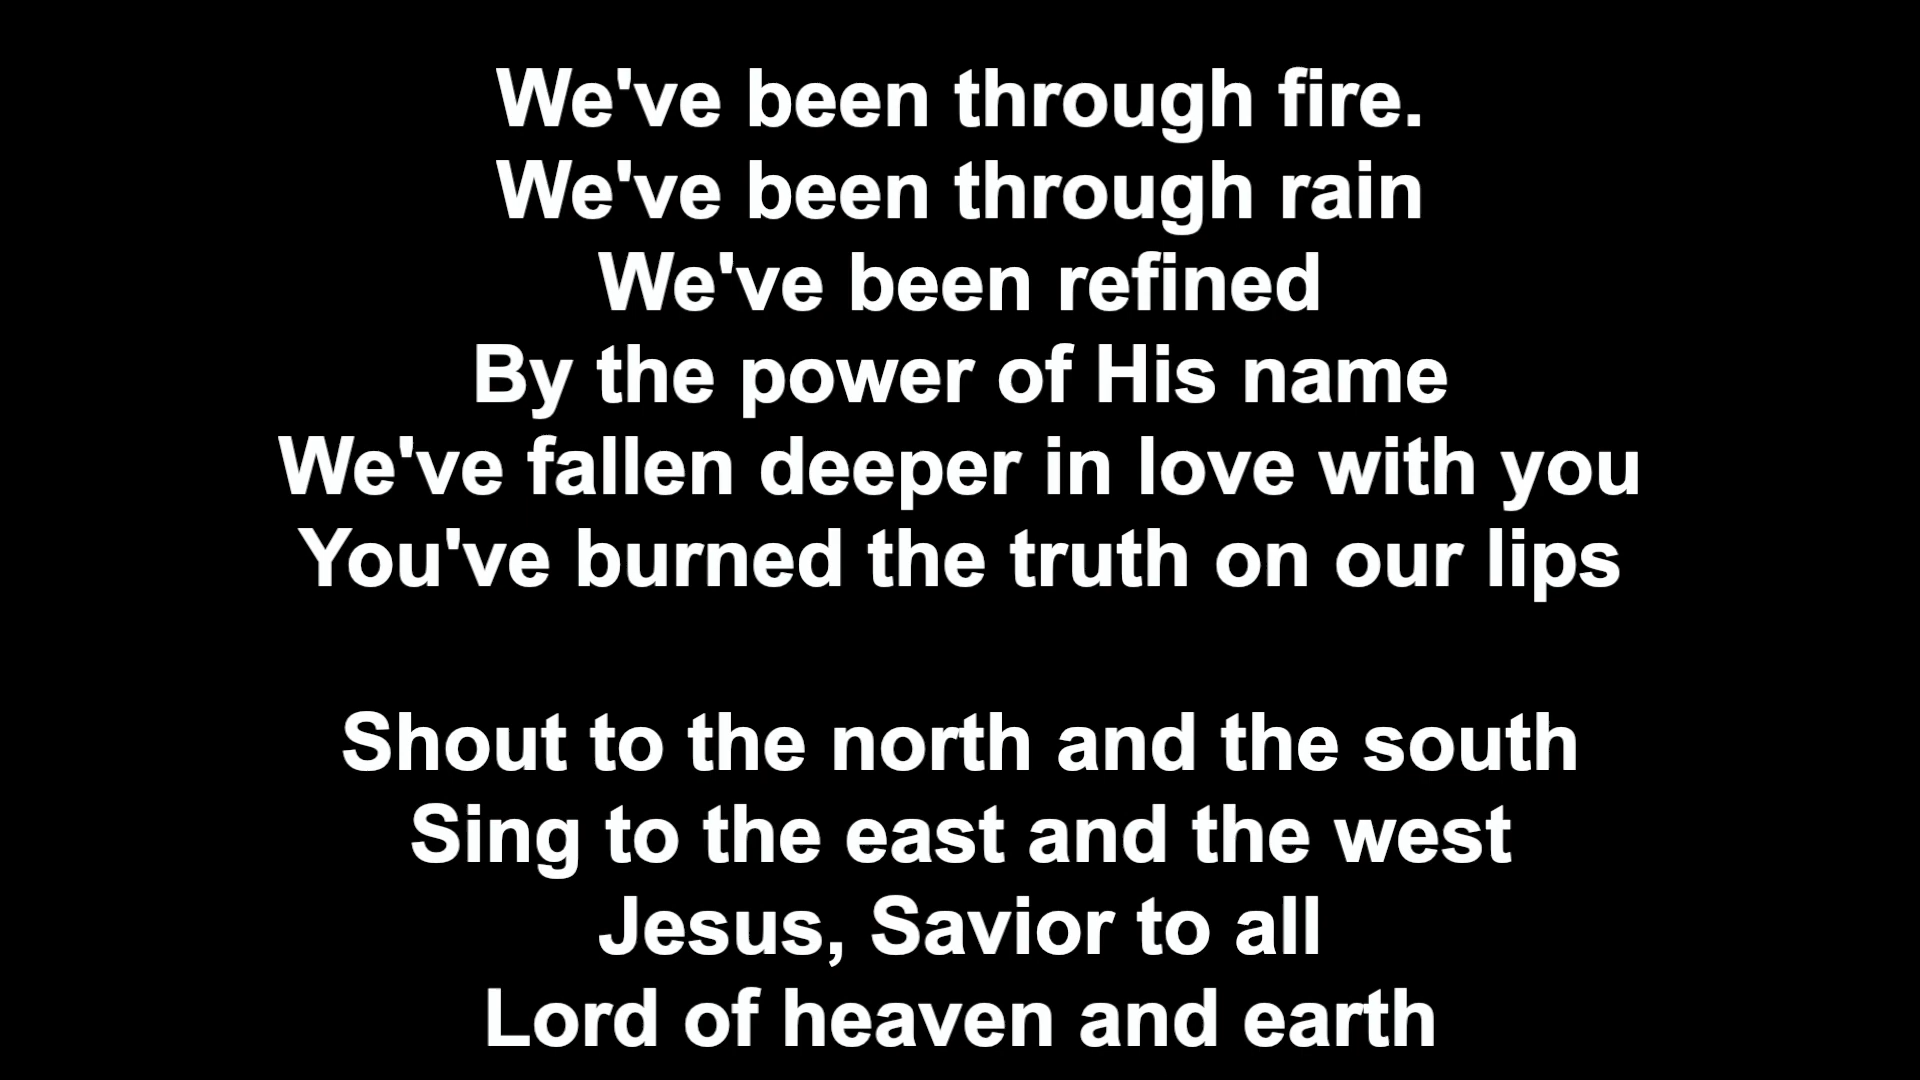 We've been through fire.
We've been through rain
We've been refined
By the power of His name
We've fallen deeper in love with you
You've burned the truth on our lips

Shout to the north and the south
Sing to the east and the west
Jesus, Savior to all
Lord of heaven and earth